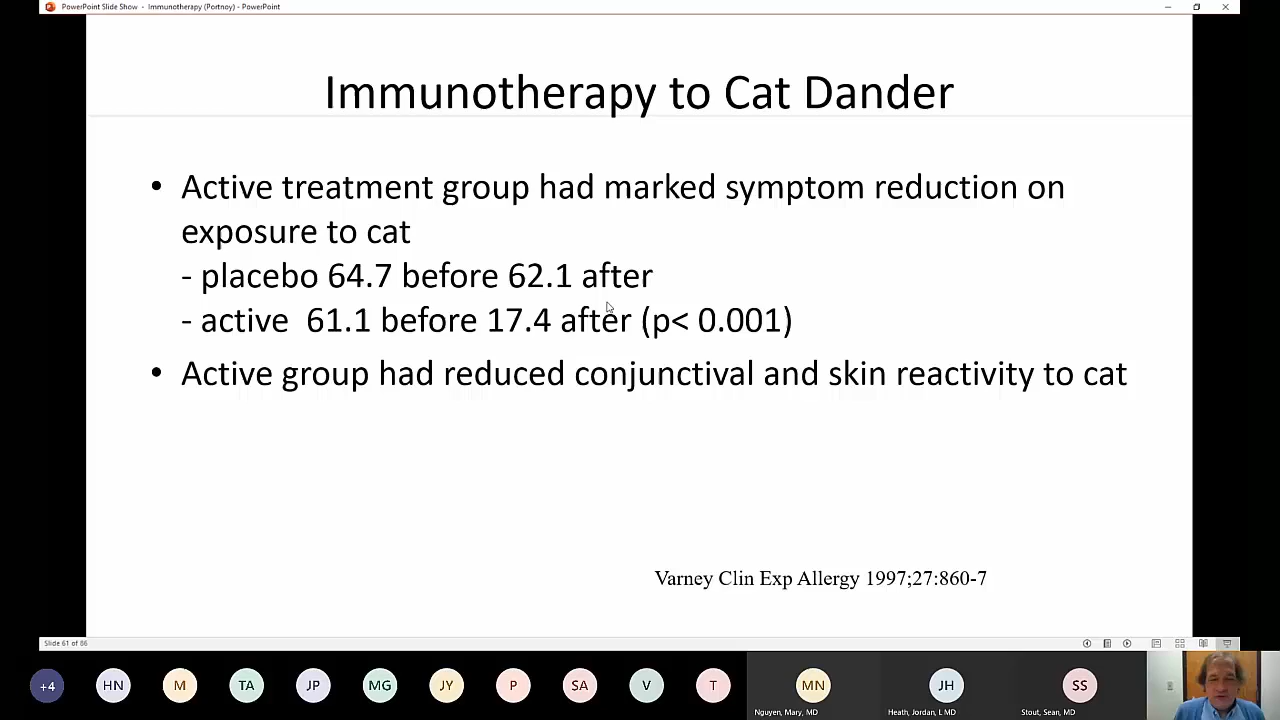 PowerPoint Slide Show - Immunotherapy (Portnoy) - PowerPoint
Immunotherapy to Cat Dander
• Active treatment group had marked symptom reduction on
exposure to cat
- placebo 64.7 before 62.1 after
- active 61.1 before 17.4 after (p< 0.001)
• Active group had reduced conjunctival and skin reactivity to cat
Varney Clin Exp Allergy 1997;27:860-7
Slide 61 of 86
+4 HN M TA JP MG JY P SA V T MN JH SS
Nguyen, Mary, MD Heath, Jordan, L MD Stout, Sean, MD